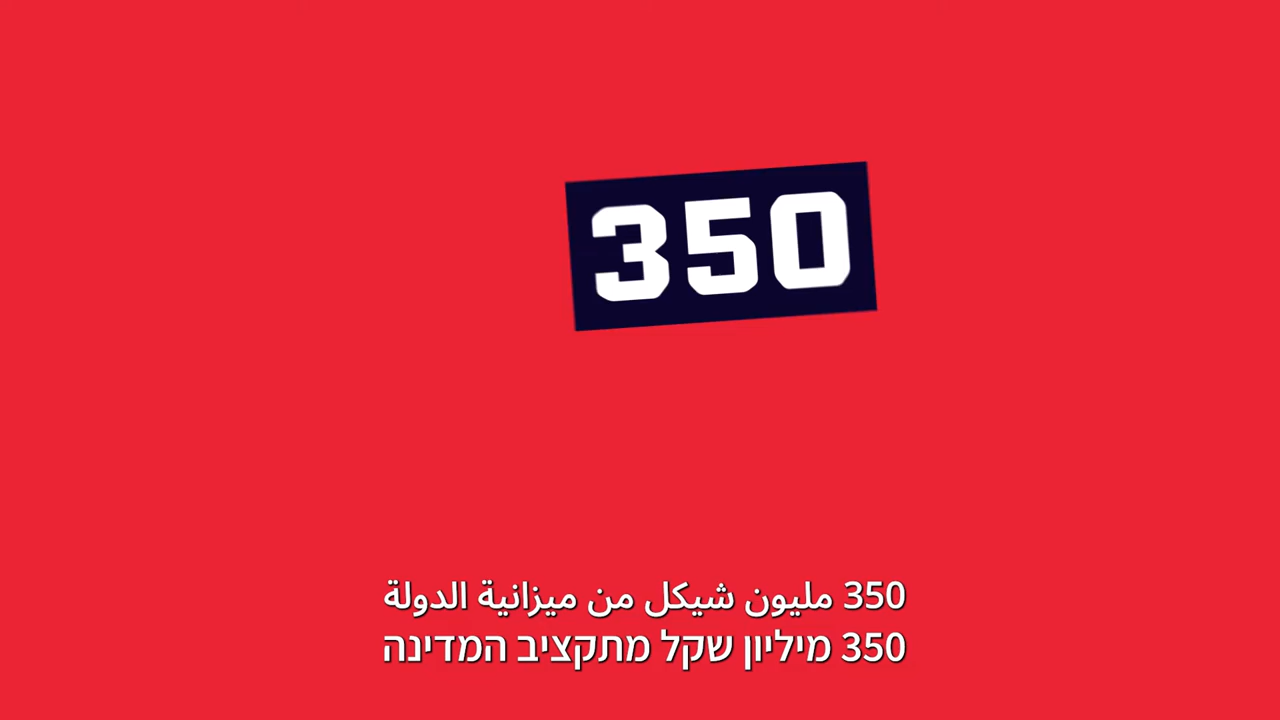 350
350 مليون شيكل من ميزانية الدولة
350 מיליון שקל מתקציב המדינה